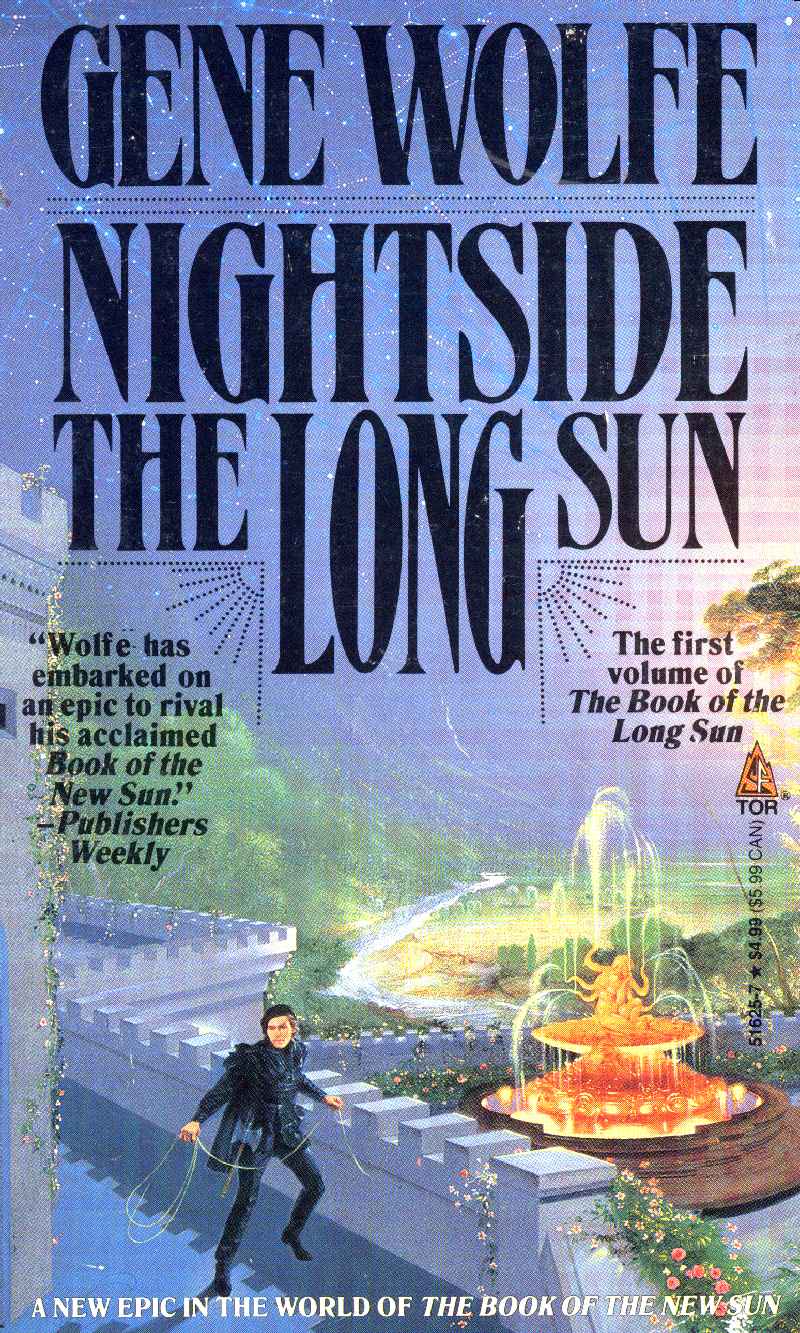 GENE WOLFE
NIGHTSIDE
THE LONG SUN
"Wolfe has
embarked on
an epic to rival
his acclaimed
Book of the
New Sun."
—Publishers
Weekly
The first
volume of
The Book of the
Long Sun
SF
TOR®
51625-7 ★ $4.99 ($5.99 CAN)
A NEW EPIC IN THE WORLD OF THE BOOK OF THE NEW SUN